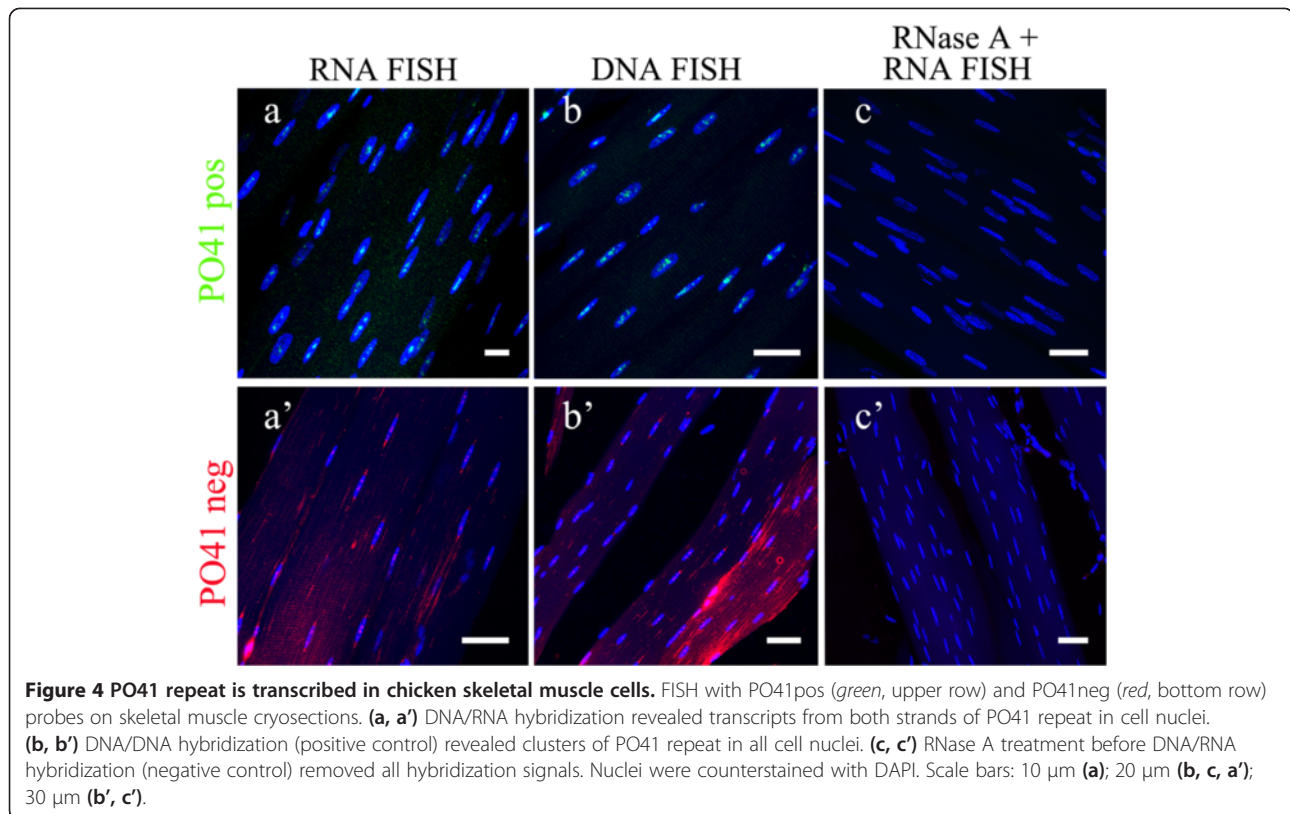 RNA FISH
DNA FISH
RNase A +
RNA FISH
PO41 pos
a
b
c
PO41 neg
a’
b’
c’
Figure 4 PO41 repeat is transcribed in chicken skeletal muscle cells. FISH with PO41pos (green, upper row) and PO41neg (red, bottom row)
probes on skeletal muscle cryosections. (a, a’) DNA/RNA hybridization revealed transcripts from both strands of PO41 repeat in cell nuclei.
(b, b’) DNA/DNA hybridization (positive control) revealed clusters of PO41 repeat in all cell nuclei. (c, c’) RNase A treatment before DNA/RNA
hybridization (negative control) removed all hybridization signals. Nuclei were counterstained with DAPI. Scale bars: 10 μm (a); 20 μm (b, c, a’);
30 μm (b’, c’).